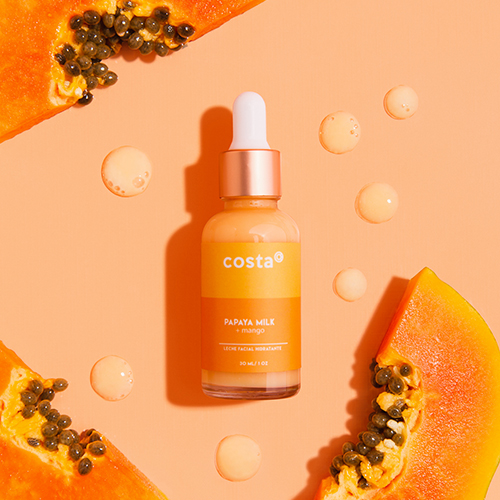 costa
PAPAYA MILK
+ mango
LECHE FACIAL HIDRATANTE
30 ML / 1 OZ